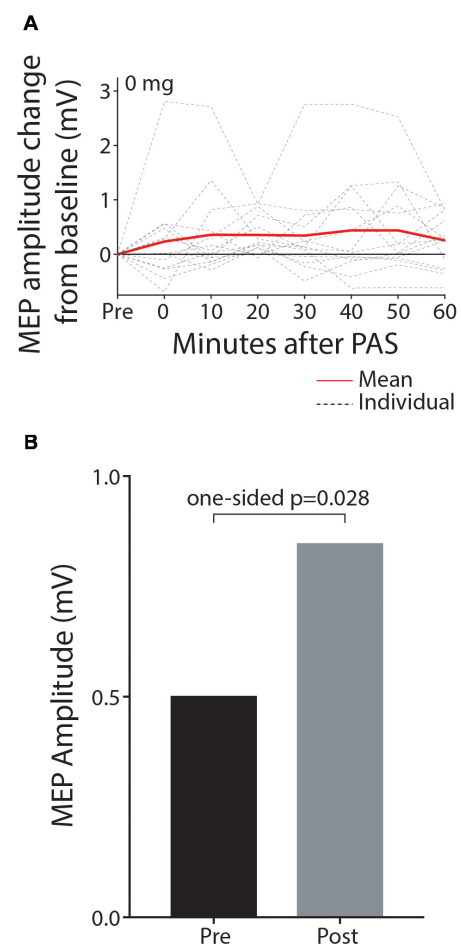 A
MEP amplitude change
from baseline (mV)
0 mg
3
2
1
0
Pre 0 10 20 30 40 50 60
Minutes after PAS
Mean
Individual
B
MEP Amplitude (mV)
1.0
one-sided p=0.028
0.5
0.0
Pre Post